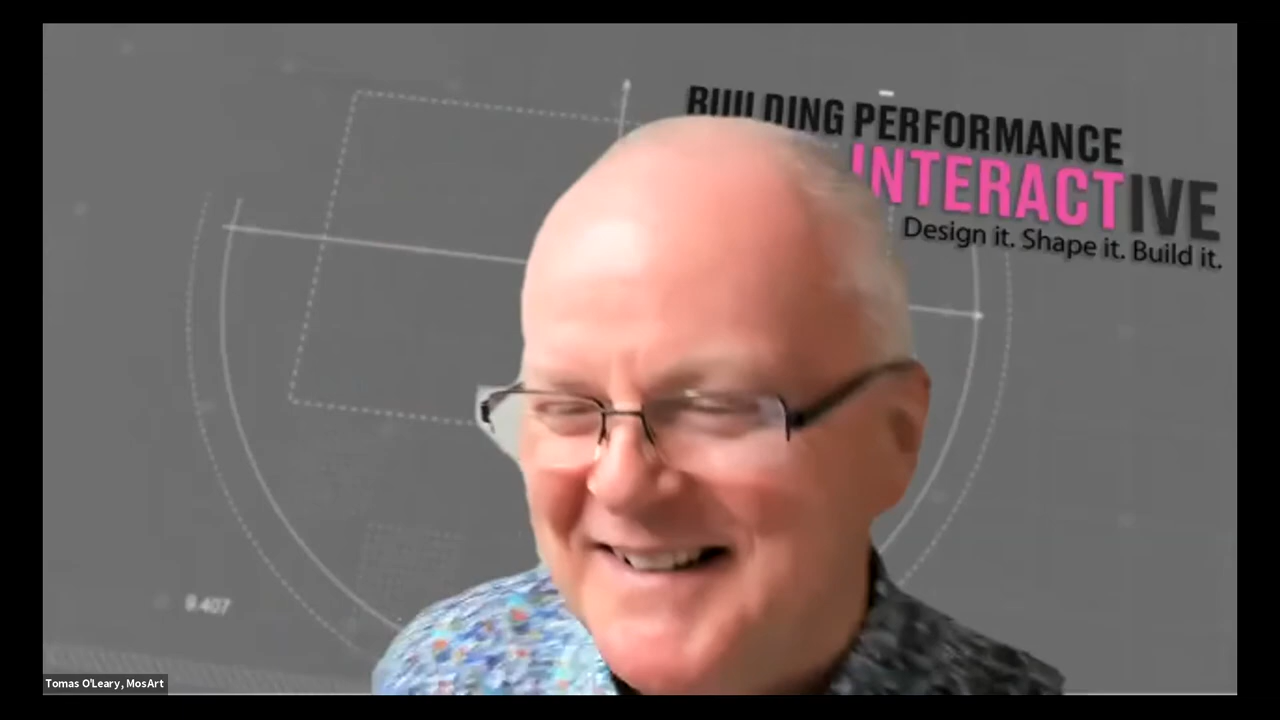 BUILDING PERFORMANCE
INTERACTIVE
Design it. Shape it. Build it.
9.407
Tomas O'Leary, MosArt